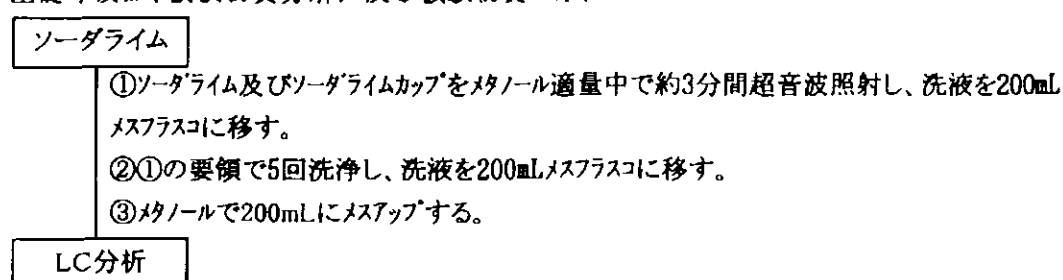 ソーダライム
①ソーダライム及びソーダライムカップをメタノール適量中で約3分間超音波照射し、洗液を200mL
メスフラスコに移す。
②①の要領で5回洗浄し、洗液を200mLメスフラスコに移す。
③メタノールで200mLにメスアップする。
LC分析